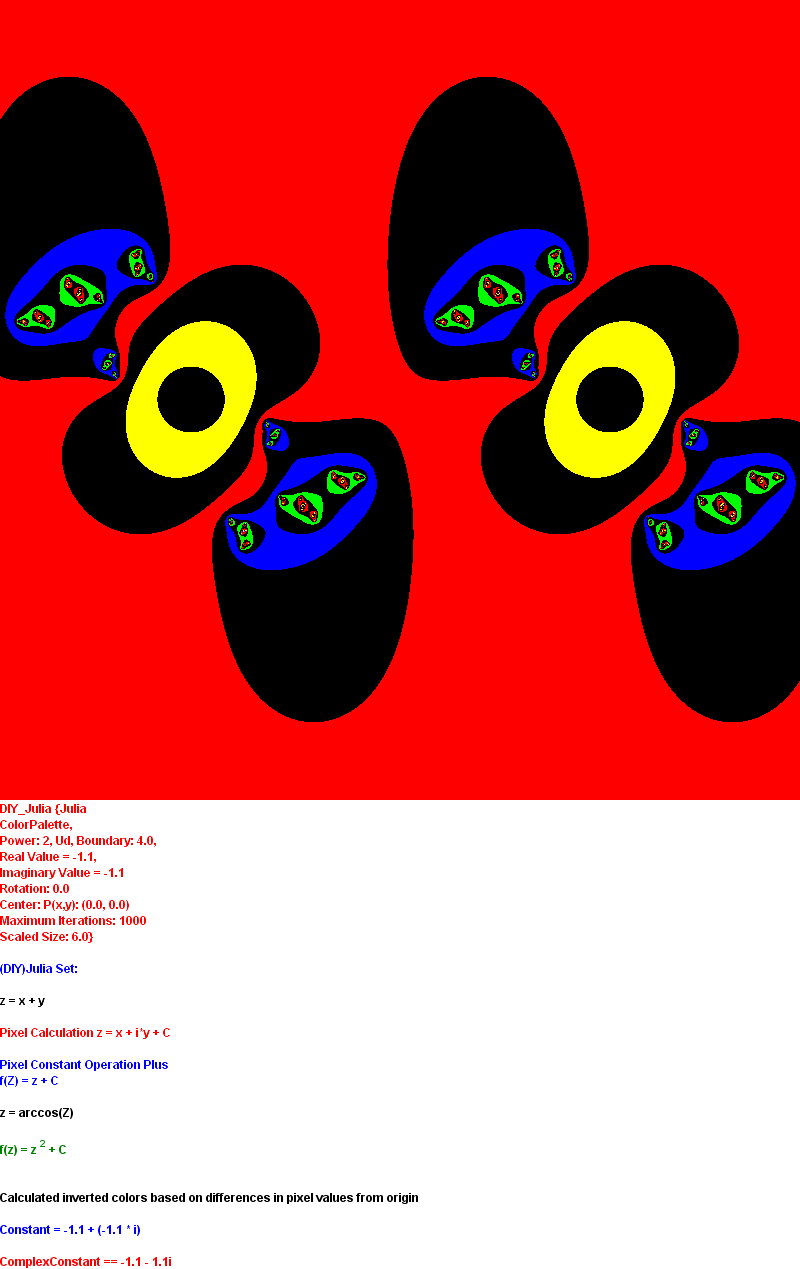 DIY_Julia {Julia
ColorPalette,
Power: 2, Ud, Boundary: 4.0,
Real Value = -1.1,
Imaginary Value = -1.1
Rotation: 0.0
Center: P(x,y): (0.0, 0.0)
Maximum Iterations: 1000
Scaled Size: 6.0}
(DIY)Julia Set:
z = x + y
Pixel Calculation z = x + i*y + C
Pixel Constant Operation Plus
f(Z) = z + C
z = arccos(Z)
f(z) = z 2 + C
Calculated inverted colors based on differences in pixel values from origin
Constant = -1.1 + (-1.1 * i)
ComplexConstant == -1.1 - 1.1i